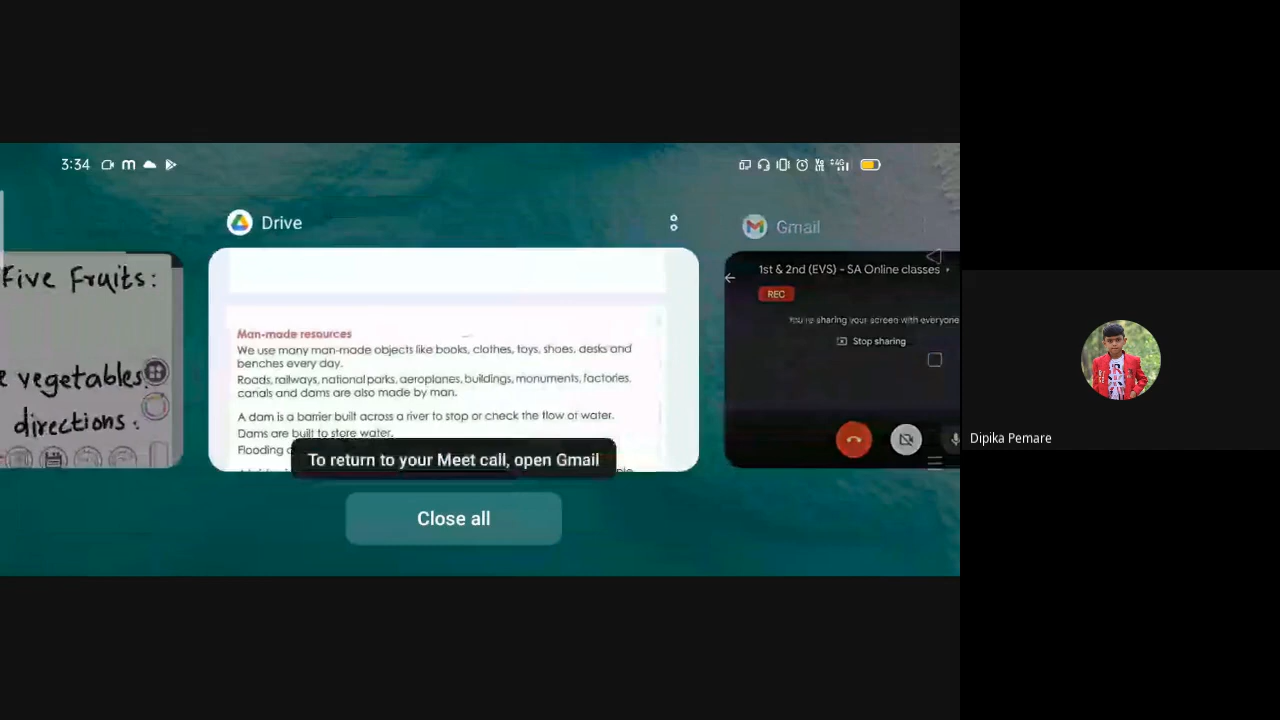 3:34
Drive
Gmail
Five Fruits:
vegetables.
directions:
Man-made resources
We use many man-made objects like books, clothes, toys, shoes, desks and
benches every day.
Roads, railways, national parks, aeroplanes, buildings, monuments, factories,
canals and dams are also made by man.
A dam is a barrier built across a river to stop or check the flow of water.
Dams are built to store water.
Flooding
To return to your Meet call, open Gmail
1st & 2nd (EVS) - SA Online classes
REC
You're sharing your screen with everyone
Stop sharing
Close all
Dipika Pemare